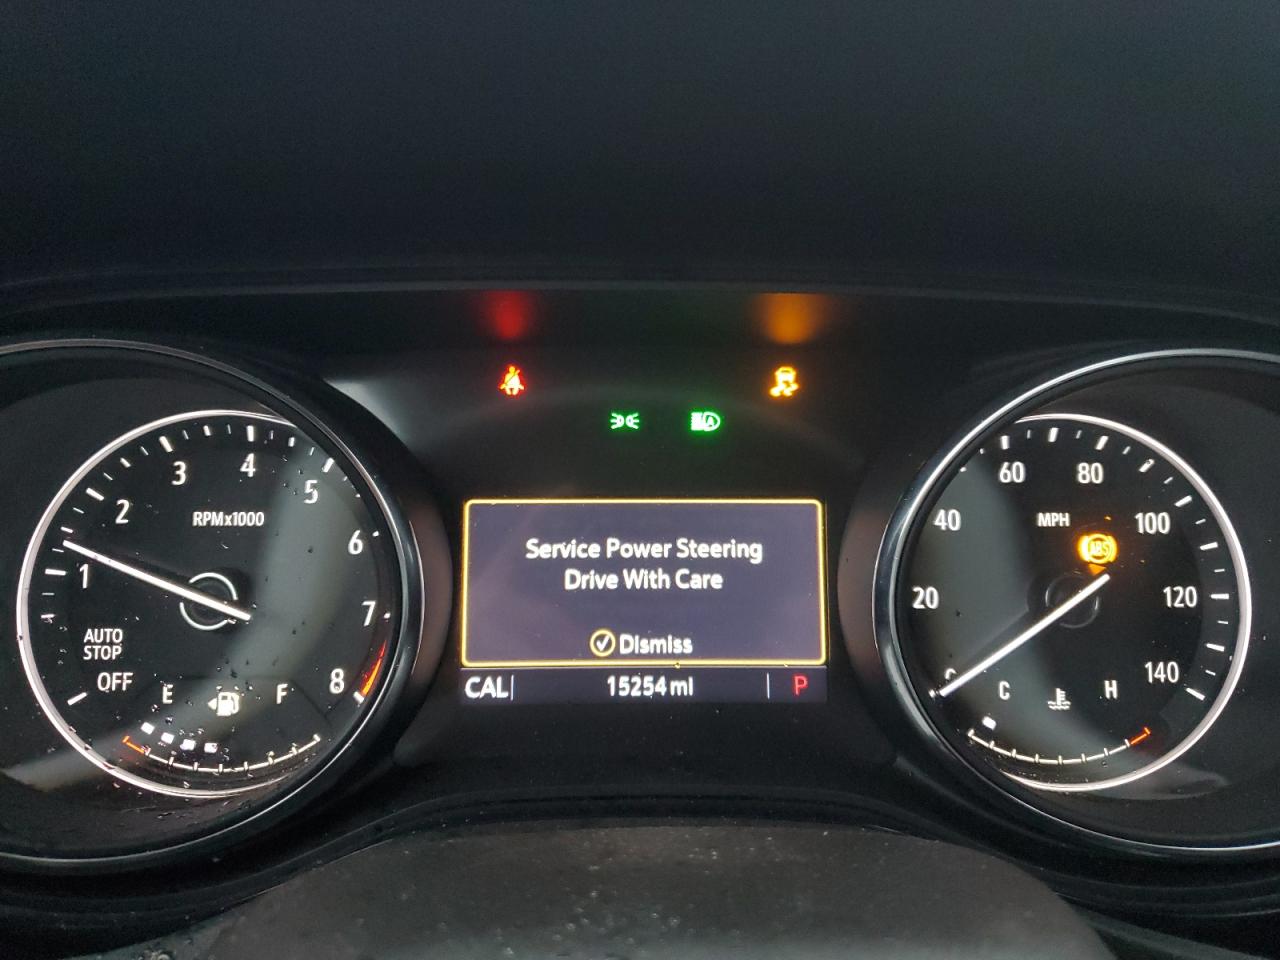 A
Service Power Steering
Drive With Care
Dismiss
CAL
15254 mi
P
1
2
3
4
5
6
7
8
RPMx1000
AUTO
STOP
OFF
E
F
20
40
60
80
100
120
140
MPH
ABS
C
H